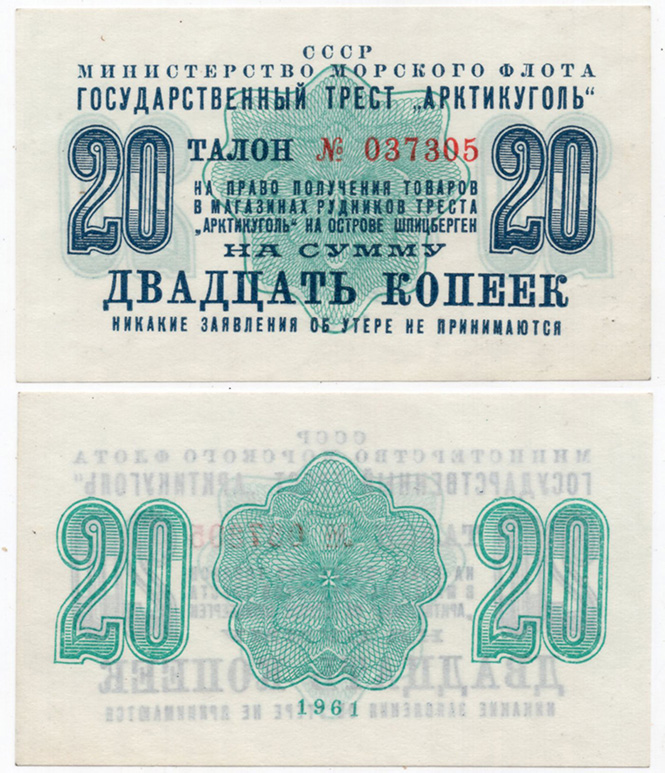 СССР
МИНИСТЕРСТВО МОРСКОГО ФЛОТА
ГОСУДАРСТВЕННЫЙ ТРЕСТ „АРКТИКУГОЛЬ“
20 ТАЛОН № 037305 20
НА ПРАВО ПОЛУЧЕНИЯ ТОВАРОВ
В МАГАЗИНАХ РУДНИКОВ ТРЕСТА
„АРКТИКУГОЛЬ“ НА ОСТРОВЕ ШПИЦБЕРГЕН
НА СУММУ
ДВАДЦАТЬ КОПЕЕК
НИКАКИЕ ЗАЯВЛЕНИЯ ОБ УТЕРЕ НЕ ПРИНИМАЮТСЯ
20 20
1961